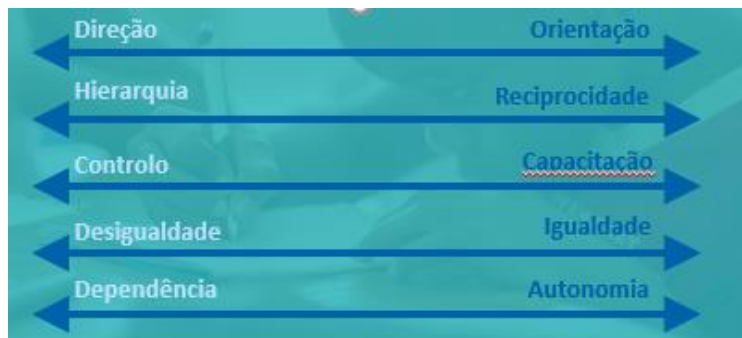 Direção Orientação
Hierarquia Reciprocidade
Controlo Capacitação
Desigualdade Igualdade
Dependência Autonomia